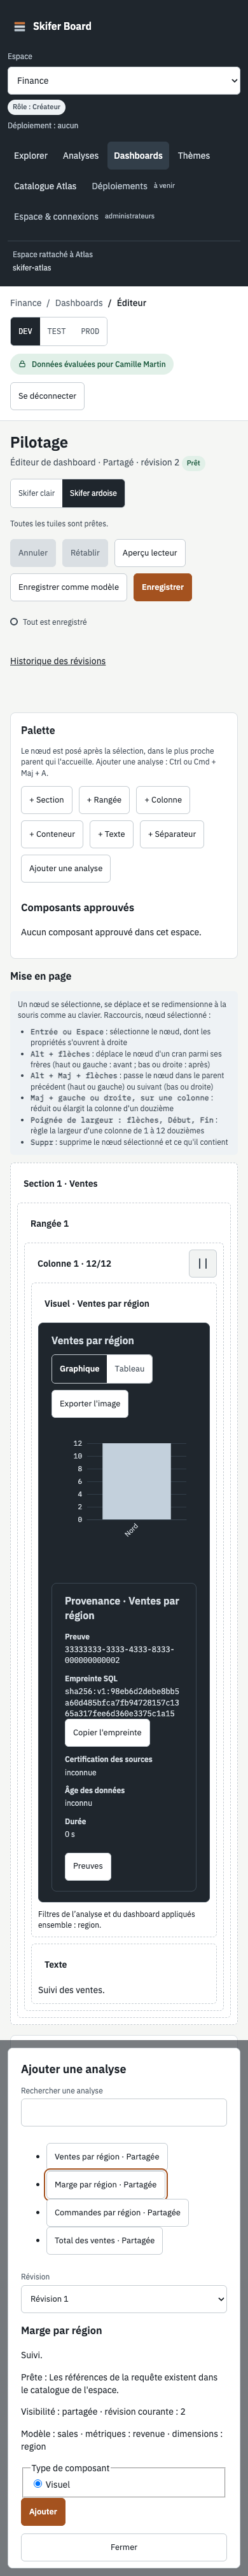 Skifer Board
Espace
Finance
Rôle : Créateur
Déploiement : aucun
Explorer Analyses Dashboards Thèmes
Catalogue Atlas Déploiements à venir
Espace & connexions administrateurs
Espace rattaché à Atlas
skifer-atlas
Finance / Dashboards / Éditeur
DEV TEST PROD
Données évaluées pour Camille Martin
Se déconnecter
Pilotage
Éditeur de dashboard · Partagé · révision 2 Prêt
Skifer clair Skifer ardoise
Toutes les tuiles sont prêtes.
Annuler Rétablir Aperçu lecteur
Enregistrer comme modèle Enregistrer
Tout est enregistré
Historique des révisions
Palette
Le nœud est posé après la sélection, dans le plus proche
parent qui l'accueille. Ajouter une analyse : Ctrl ou Cmd +
Maj + A.
+ Section + Rangée + Colonne
+ Conteneur + Texte + Séparateur
Ajouter une analyse
Composants approuvés
Aucun composant approuvé dans cet espace.
Mise en page
Un nœud se sélectionne, se déplace et se redimensionne à la
souris comme au clavier. Raccourcis, nœud sélectionné :
• Entrée ou Espace : sélectionne le nœud, dont les
propriétés s'ouvrent à droite
• Alt + flèches : déplace le nœud d'un cran parmi ses
frères (haut ou gauche : avant ; bas ou droite : après)
• Alt + Maj + flèches : passe le nœud dans le parent
précédent (haut ou gauche) ou suivant (bas ou droite)
• Maj + gauche ou droite, sur une colonne :
réduit ou élargit la colonne d'un douzième
• Poignée de largeur : flèches, Début, Fin :
règle la largeur d'une colonne de 1 à 12 douzièmes
• Suppr : supprime le nœud sélectionné et ce qu'il contient
Section 1 · Ventes
Rangée 1
Colonne 1 · 12/12
Visuel · Ventes par région
Ventes par région
Graphique Tableau
Exporter l'image
12
10
8
6
4
2
0
Nord
Provenance · Ventes par
région
Preuve
33333333-3333-4333-8333-
000000000002
Empreinte SQL
sha256:v1:98eb6d2debe8bb5
a60d485bfca7fb94728157c13
65a317fee6d360e3375c1a15
Copier l'empreinte
Certification des sources
inconnue
Âge des données
inconnu
Durée
0 s
Preuves
Filtres de l'analyse et du dashboard appliqués
ensemble : region.
Texte
Suivi des ventes.
Ajouter une analyse
Rechercher une analyse
• Ventes par région · Partagée
• Marge par région · Partagée
• Commandes par région · Partagée
• Total des ventes · Partagée
Révision
Révision 1
Marge par région
Suivi.
Prête : Les références de la requête existent dans
le catalogue de l'espace.
Visibilité : partagée · révision courante : 2
Modèle : sales · métriques : revenue · dimensions :
region
Type de composant
Visuel
Ajouter
Fermer